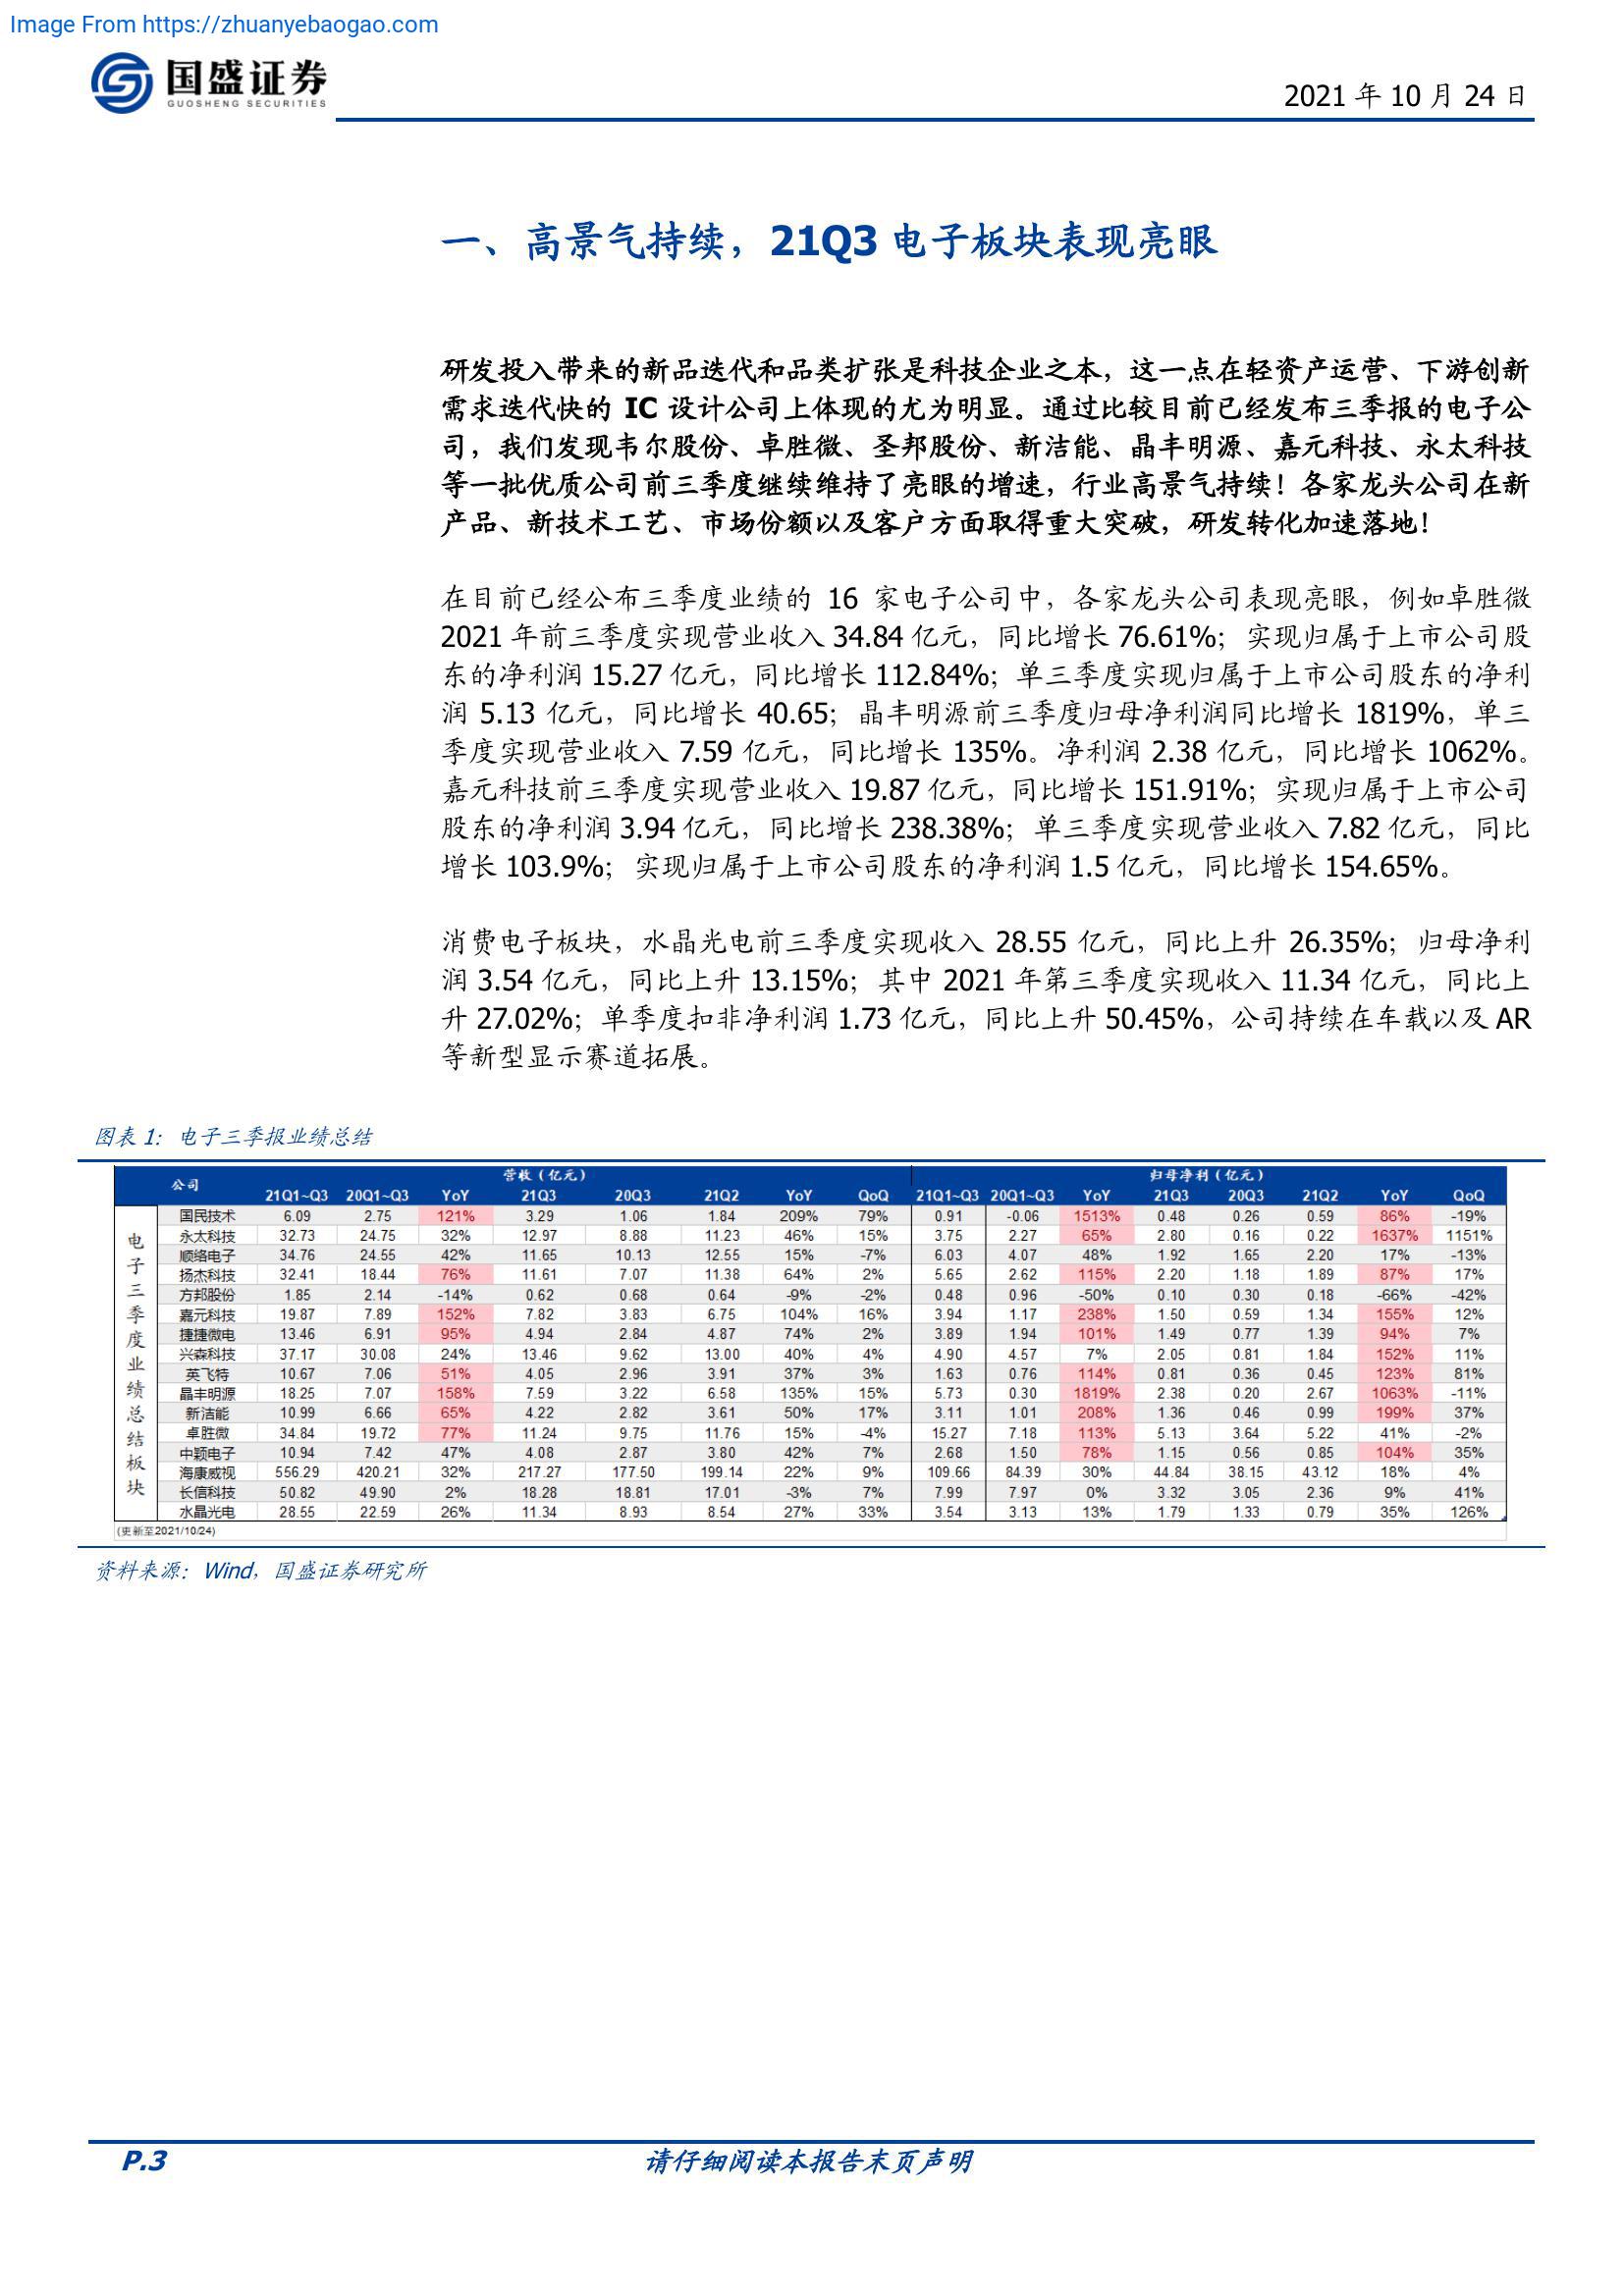 Image From https://zhuanyebaogao.com
国盛证券
GUOSHENG SECURITIES
2021 年 10 月 24 日
一、高景气持续，21Q3 电子板块表现亮眼
研发投入带来的新品迭代和品类扩张是科技企业之本，这一点在轻资产运营、下游创新
需求迭代快的 IC 设计公司上体现的尤为明显。通过比较目前已经发布三季报的电子公
司，我们发现韦尔股份、卓胜微、圣邦股份、新洁能、晶丰明源、嘉元科技、永太科技
等一批优质公司前三季度继续维持了亮眼的增速，行业高景气持续！各家龙头公司在新
产品、新技术工艺、市场份额以及客户方面取得重大突破，研发转化加速落地！
在目前已经公布三季度业绩的 16 家电子公司中，各家龙头公司表现亮眼，例如卓胜微
2021 年前三季度实现营业收入 34.84 亿元，同比增长 76.61%；实现归属于上市公司股
东的净利润 15.27 亿元，同比增长 112.84%；单三季度实现归属于上市公司股东的净利
润 5.13 亿元，同比增长 40.65；晶丰明源前三季度归母净利润同比增长 1819%，单三
季度实现营业收入 7.59 亿元，同比增长 135%。净利润 2.38 亿元，同比增长 1062%。
嘉元科技前三季度实现营业收入 19.87 亿元，同比增长 151.91%；实现归属于上市公司
股东的净利润 3.94 亿元，同比增长 238.38%；单三季度实现营业收入 7.82 亿元，同比
增长 103.9%；实现归属于上市公司股东的净利润 1.5 亿元，同比增长 154.65%。
消费电子板块，水晶光电前三季度实现收入 28.55 亿元，同比上升 26.35%；归母净利
润 3.54 亿元，同比上升 13.15%；其中 2021 年第三季度实现收入 11.34 亿元，同比上
升 27.02%；单季度扣非净利润 1.73 亿元，同比上升 50.45%，公司持续在车载以及 AR
等新型显示赛道拓展。
图表 1：电子三季报业绩总结
公司 营收（亿元） 归母净利（亿元）
21Q1~Q3 20Q1~Q3 YoY 21Q3 20Q3 21Q2 YoY QoQ 21Q1~Q3 20Q1~Q3 YoY 21Q3 20Q3 21Q2 YoY QoQ
电子三季度业绩总结板块
国民技术 6.09 2.75 121% 3.29 1.06 1.84 209% 79% 0.91 -0.06 1513% 0.48 0.26 0.59 86% -19%
永太科技 32.73 24.75 32% 12.97 8.88 11.23 46% 15% 3.75 2.27 65% 2.80 0.16 0.22 1637% 1151%
顺络电子 34.76 24.55 42% 11.65 10.13 12.55 15% -7% 6.03 4.07 48% 1.92 1.65 2.20 17% -13%
扬杰科技 32.41 18.44 76% 11.61 7.07 11.38 64% 2% 5.65 2.62 115% 2.20 1.18 1.89 87% 17%
方邦股份 1.85 2.14 -14% 0.62 0.68 0.64 -9% -2% 0.48 0.96 -50% 0.10 0.30 0.18 -66% -42%
嘉元科技 19.87 7.89 152% 7.82 3.83 6.75 104% 16% 3.94 1.17 238% 1.50 0.59 1.34 155% 12%
捷捷微电 13.46 6.91 95% 4.94 2.84 4.87 74% 2% 3.89 1.94 101% 1.49 0.77 1.39 94% 7%
兴森科技 37.17 30.08 24% 13.46 9.62 13.00 40% 4% 4.90 4.57 7% 2.05 0.81 1.84 152% 11%
英飞特 10.67 7.06 51% 4.05 2.96 3.91 37% 3% 1.63 0.76 114% 0.81 0.36 0.45 123% 81%
晶丰明源 18.25 7.07 158% 7.59 3.22 6.58 135% 15% 5.73 0.30 1819% 2.38 0.20 2.67 1063% -11%
新洁能 10.99 6.66 65% 4.22 2.82 3.61 50% 17% 3.11 1.01 208% 1.36 0.46 0.99 199% 37%
卓胜微 34.84 19.72 77% 11.24 9.75 11.76 15% -4% 15.27 7.18 113% 5.13 3.64 5.22 41% -2%
中颖电子 10.94 7.42 47% 4.08 2.87 3.80 42% 7% 2.68 1.50 78% 1.15 0.56 0.85 104% 35%
海康威视 556.29 420.21 32% 217.27 177.50 199.14 22% 9% 109.66 84.39 30% 44.84 38.15 43.12 18% 4%
长信科技 50.82 49.90 2% 18.28 18.81 17.01 -3% 7% 7.99 7.97 0% 3.32 3.05 2.36 9% 41%
水晶光电 28.55 22.59 26% 11.34 8.93 8.54 27% 33% 3.54 3.13 13% 1.79 1.33 0.79 35% 126%
(更新至2021/10/24)
资料来源：Wind，国盛证券研究所
P.3
请仔细阅读本报告末页声明